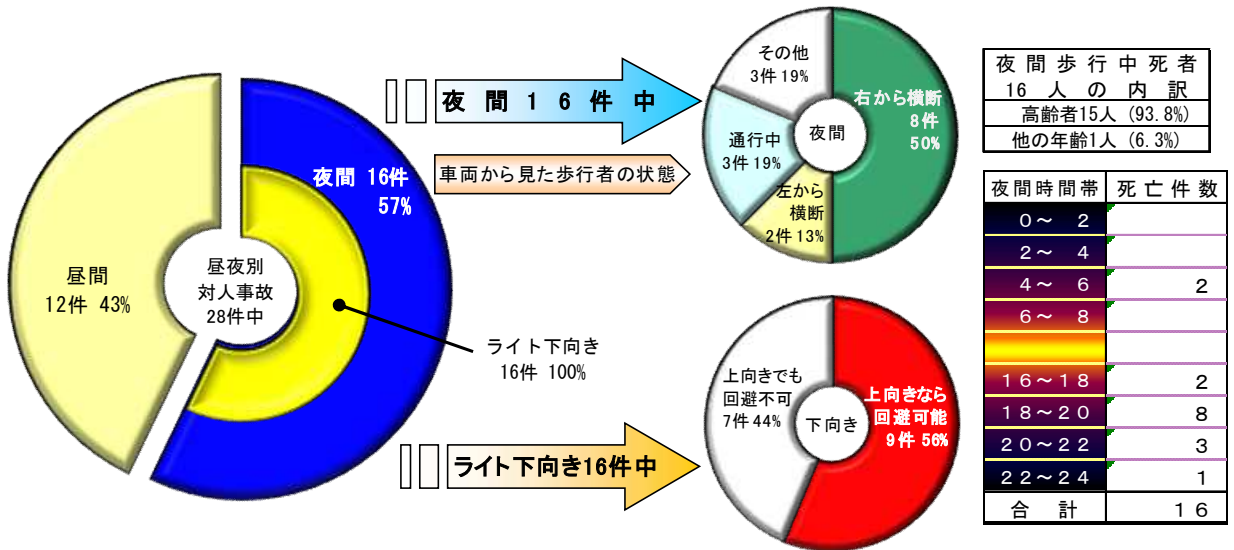 昼間
12件 43%
昼夜別
対人事故
28件中
夜間 16件
57%
ライト下向き
16件 100%
夜間16件中
車両から見た歩行者の状態
その他
3件 19%
通行中
3件 19%
左から
横断
2件 13%
夜間
右から横断
8件
50%
ライト下向き16件中
上向きでも
回避不可
7件 44%
下向き
上向きなら
回避可能
9件 56%
夜間歩行中死者
16人の内訳
高齢者15人 (93.8%)
他の年齢1人 (6.3%)
夜間時間帯 死亡件数
0～ 2
2～ 4
4～ 6 2
6～ 8
16～18 2
18～20 8
20～22 3
22～24 1
合計 16